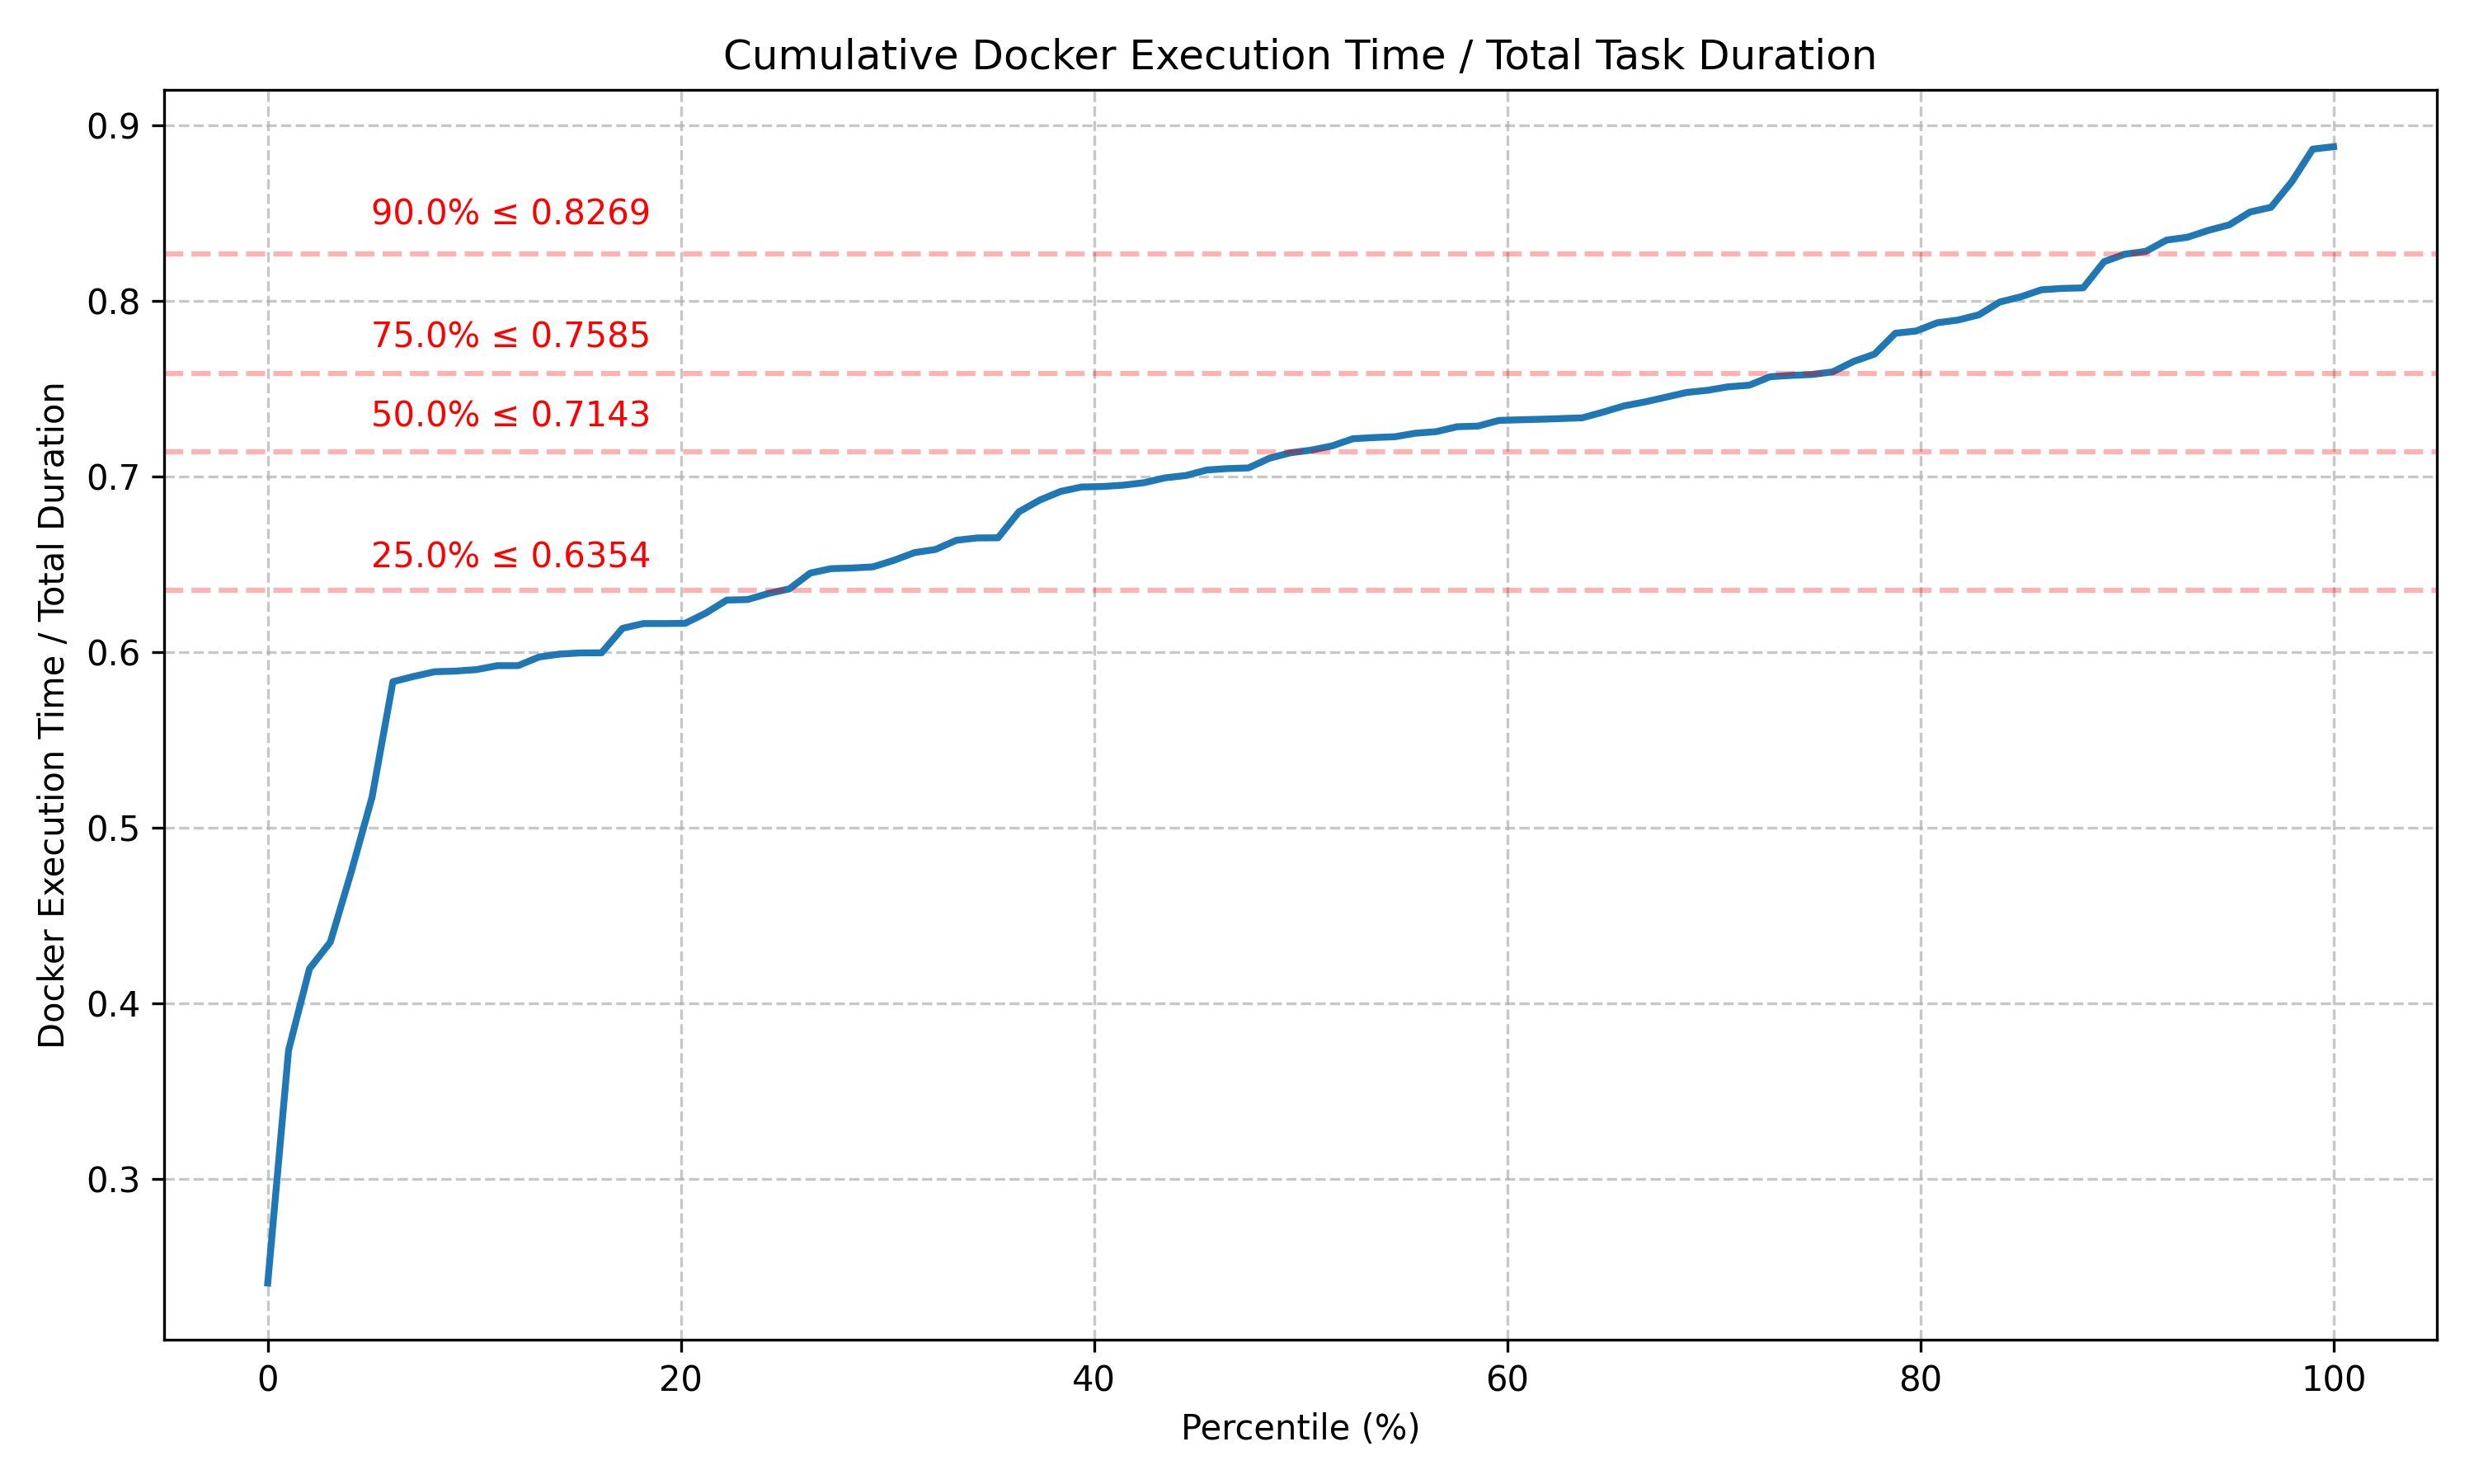 Cumulative Docker Execution Time / Total Task Duration
Docker Execution Time / Total Duration
0.9
0.8
0.7
0.6
0.5
0.4
0.3
90.0% ≤ 0.8269
75.0% ≤ 0.7585
50.0% ≤ 0.7143
25.0% ≤ 0.6354
0 20 40 60 80 100
Percentile (%)